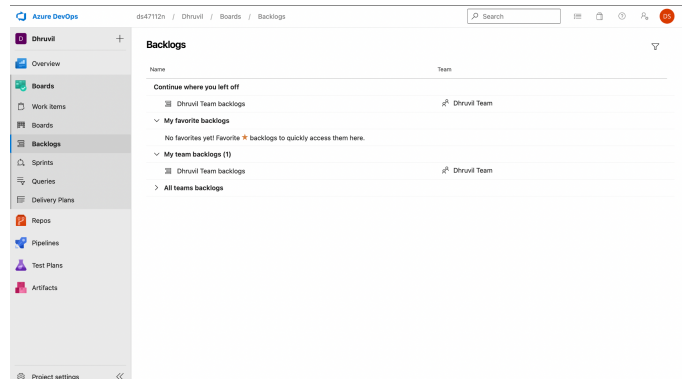 Azure DevOps
ds47112n / Dhruvil / Boards / Backlogs
Search
DS
D Dhruvil
Overview
Boards
Work items
Boards
Backlogs
Sprints
Queries
Delivery Plans
Repos
Pipelines
Test Plans
Artifacts
Project settings
Backlogs
Name Team
Continue where you left off
Dhruvil Team backlogs Dhruvil Team
My favorite backlogs
No favorites yet! Favorite ★ backlogs to quickly access them here.
My team backlogs (1)
Dhruvil Team backlogs Dhruvil Team
All teams backlogs